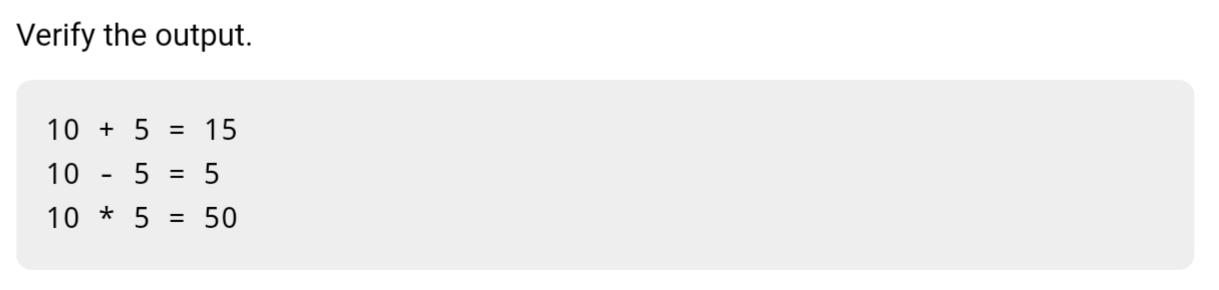 Verify the output.
10 + 5 = 15
10 - 5 = 5
10 * 5 = 50